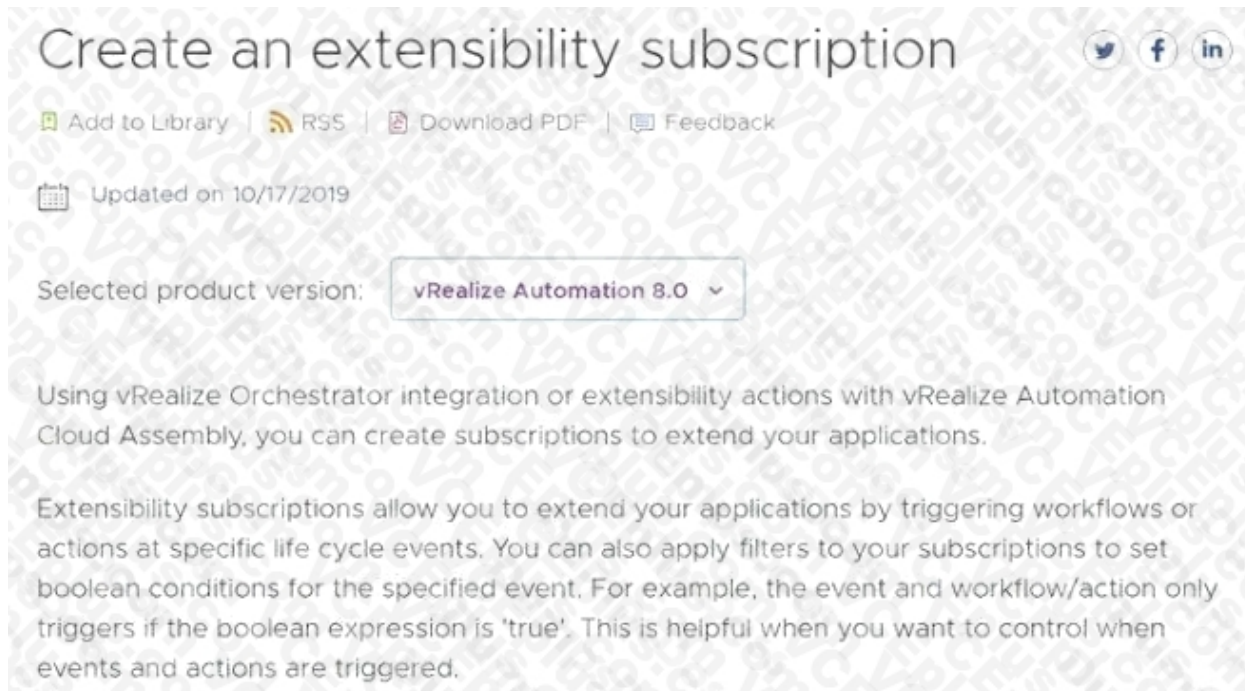 Create an extensibility subscription
Add to Library | RSS | Download PDF | Feedback
Updated on 10/17/2019
Selected product version: vRealize Automation 8.0
Using vRealize Orchestrator integration or extensibility actions with vRealize Automation
Cloud Assembly, you can create subscriptions to extend your applications.
Extensibility subscriptions allow you to extend your applications by triggering workflows or
actions at specific life cycle events. You can also apply filters to your subscriptions to set
boolean conditions for the specified event. For example, the event and workflow/action only
triggers if the boolean expression is 'true'. This is helpful when you want to control when
events and actions are triggered.